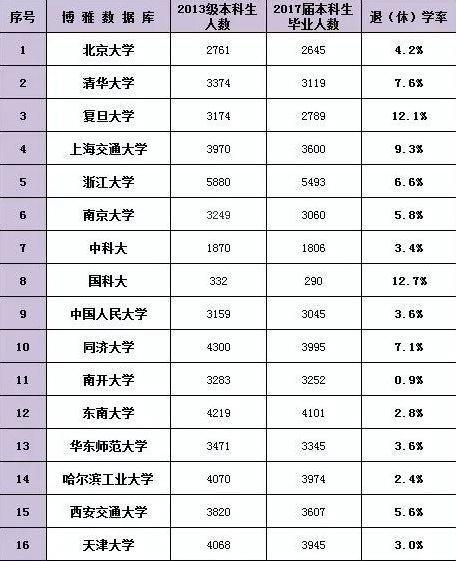 序号 博 雅 数 据 库 2013级本科生人数 2017届本科生毕业人数 退（休）学率
1 北京大学 2761 2645 4.2%
2 清华大学 3374 3119 7.6%
3 复旦大学 3174 2789 12.1%
4 上海交通大学 3970 3600 9.3%
5 浙江大学 5880 5493 6.6%
6 南京大学 3249 3060 5.8%
7 中科大 1870 1806 3.4%
8 国科大 332 290 12.7%
9 中国人民大学 3159 3045 3.6%
10 同济大学 4300 3995 7.1%
11 南开大学 3283 3252 0.9%
12 东南大学 4219 4101 2.8%
13 华东师范大学 3471 3345 3.6%
14 哈尔滨工业大学 4070 3974 2.4%
15 西安交通大学 3820 3607 5.6%
16 天津大学 4068 3945 3.0%